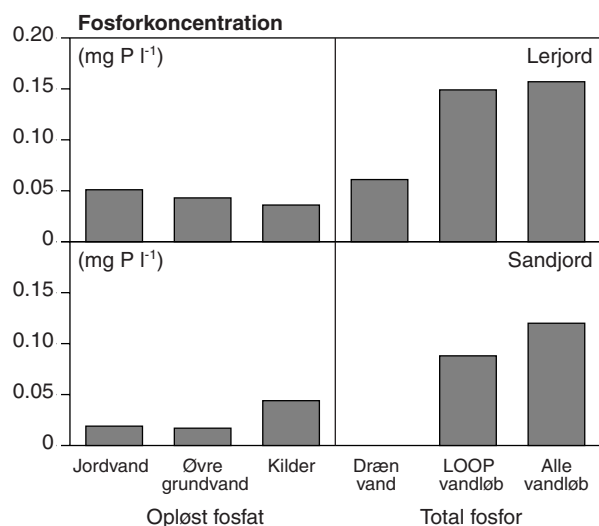 Fosforkoncentration
0.20
(mg P l-1)
Lerjord
0.15
0.10
0.05
0
(mg P l-1)
Sandjord
0.15
0.10
0.05
0
Jordvand
Øvre
grundvand
Kilder
Dræn
vand
LOOP
vandløb
Alle
vandløb
Opløst fosfat
Total fosfor